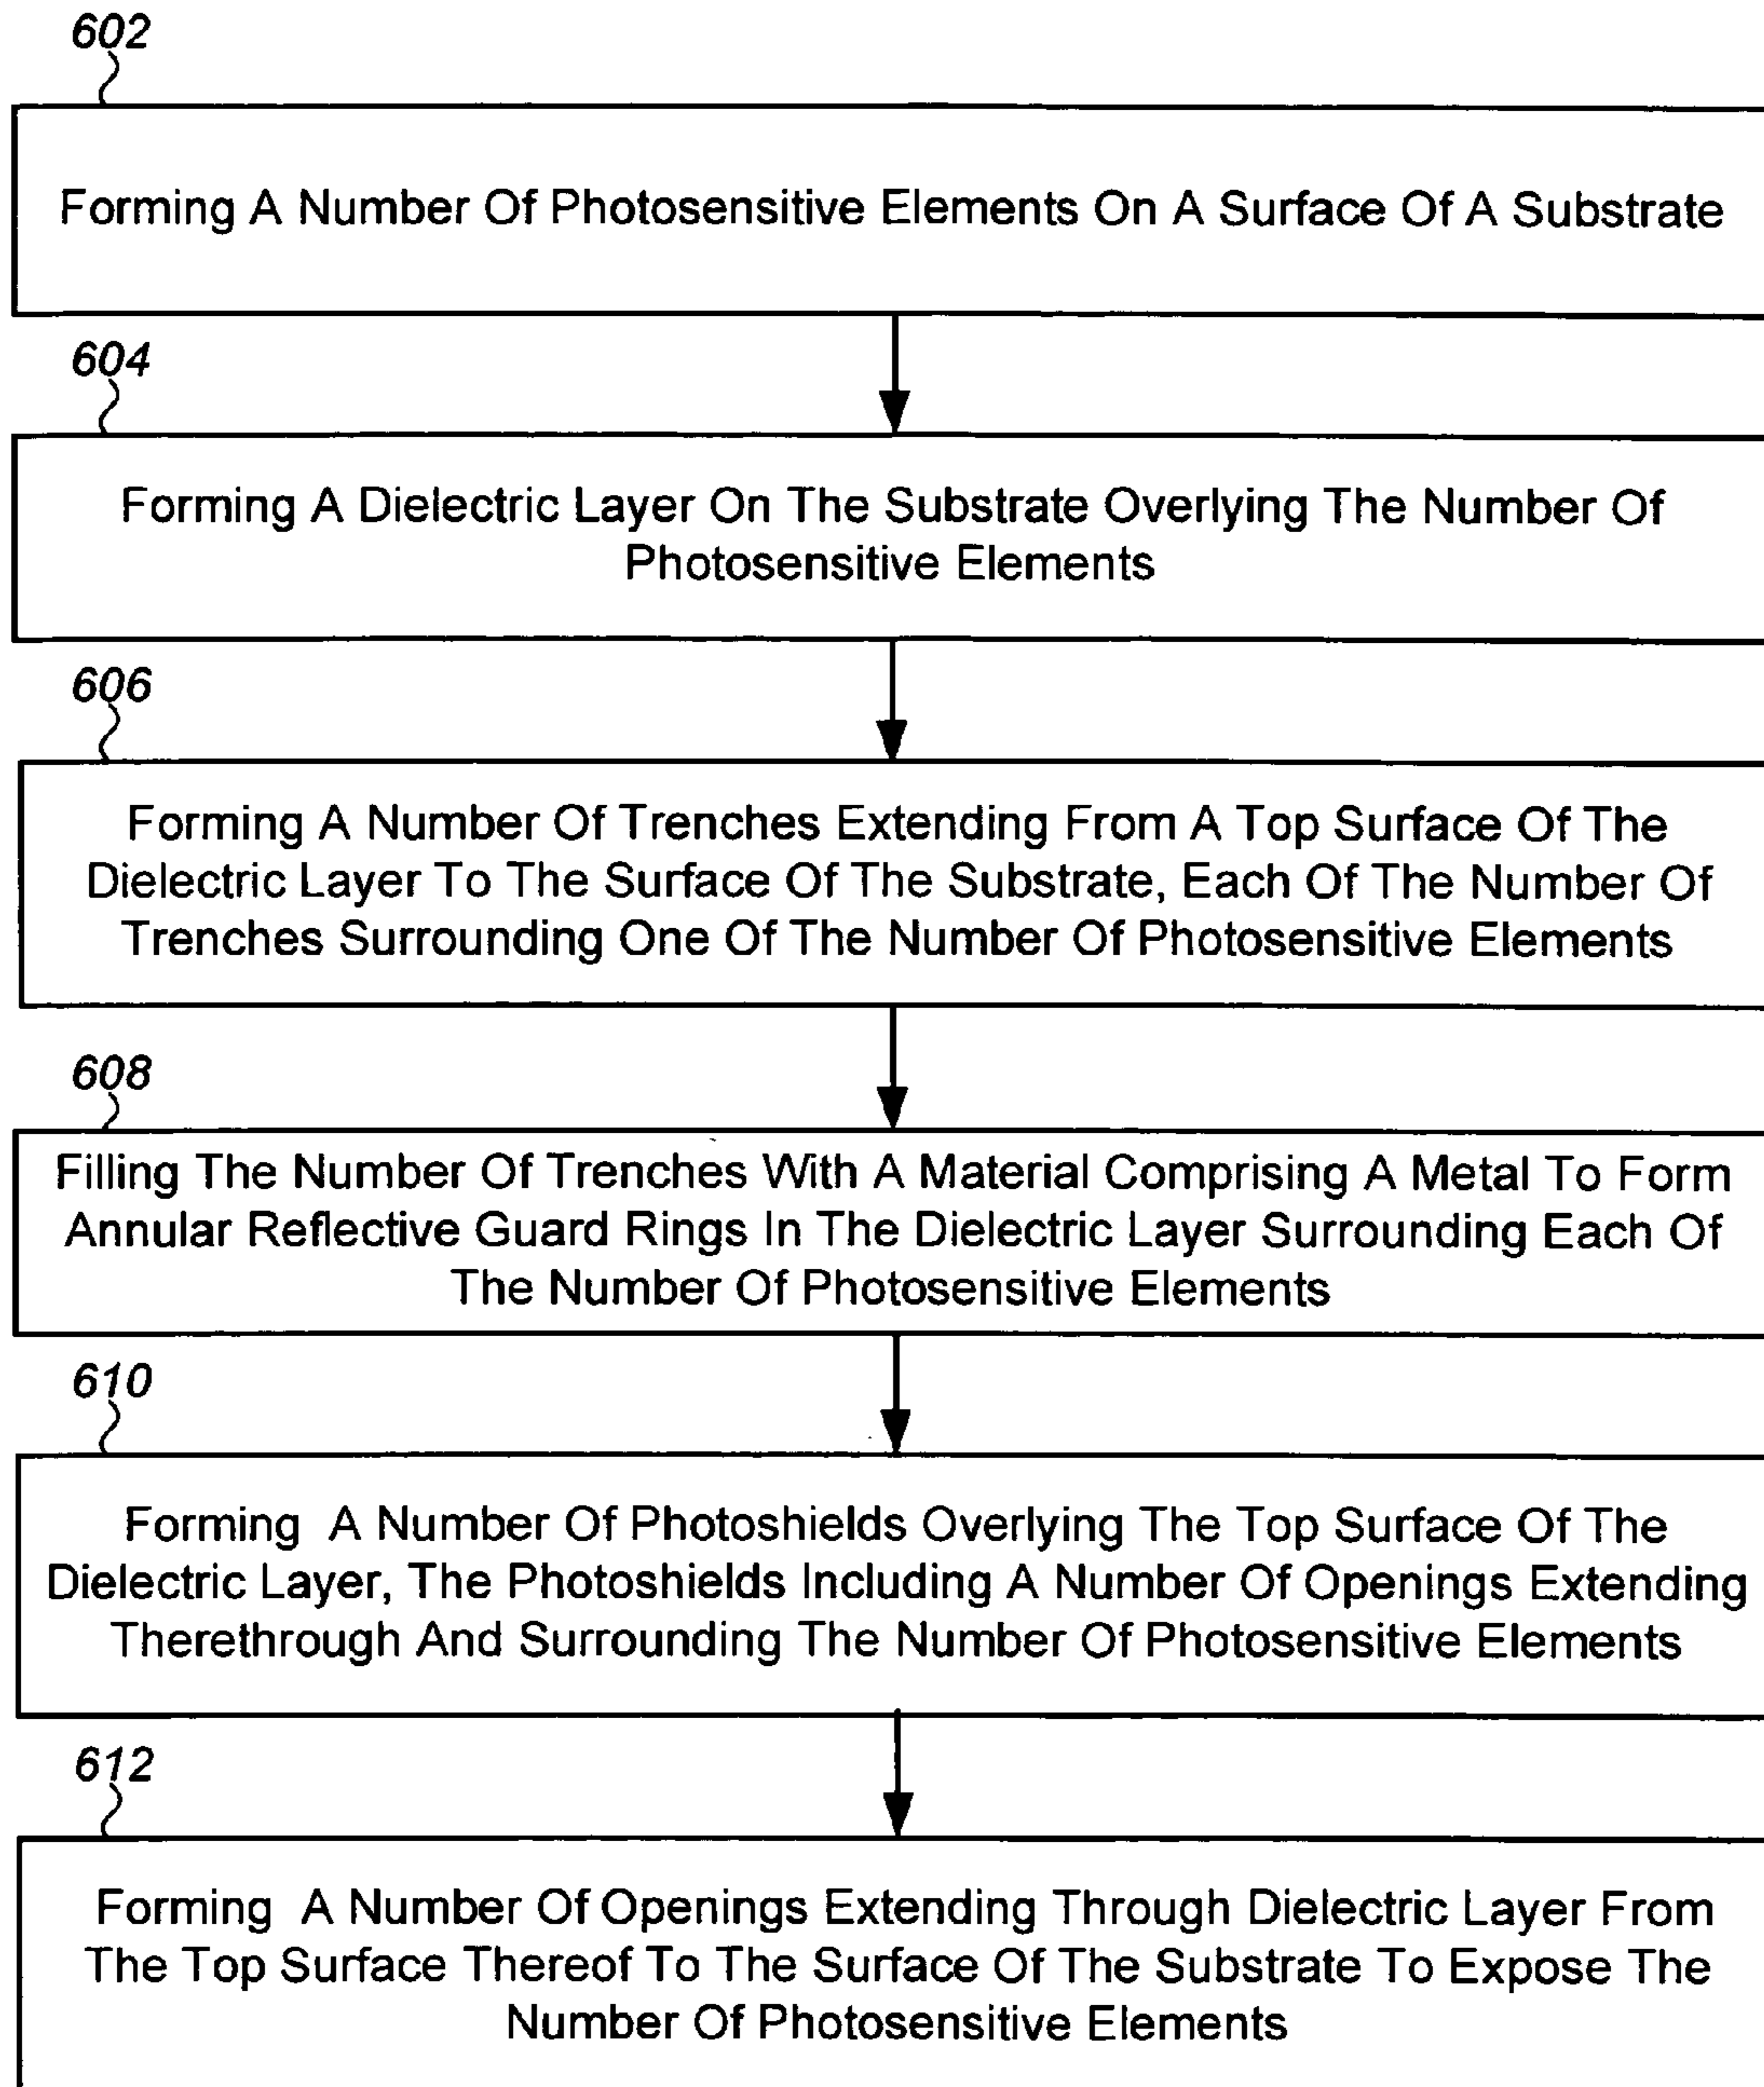 602
Forming A Number Of Photosensitive Elements On A Surface Of A Substrate
604
Forming A Dielectric Layer On The Substrate Overlying The Number Of
Photosensitive Elements
606
Forming A Number Of Trenches Extending From A Top Surface Of The
Dielectric Layer To The Surface Of The Substrate, Each Of The Number Of
Trenches Surrounding One Of The Number Of Photosensitive Elements
608
Filling The Number Of Trenches With A Material Comprising A Metal To Form
Annular Reflective Guard Rings In The Dielectric Layer Surrounding Each Of
The Number Of Photosensitive Elements
610
Forming A Number Of Photoshields Overlying The Top Surface Of The
Dielectric Layer, The Photoshields Including A Number Of Openings Extending
Therethrough And Surrounding The Number Of Photosensitive Elements
612
Forming A Number Of Openings Extending Through Dielectric Layer From
The Top Surface Thereof To The Surface Of The Substrate To Expose The
Number Of Photosensitive Elements